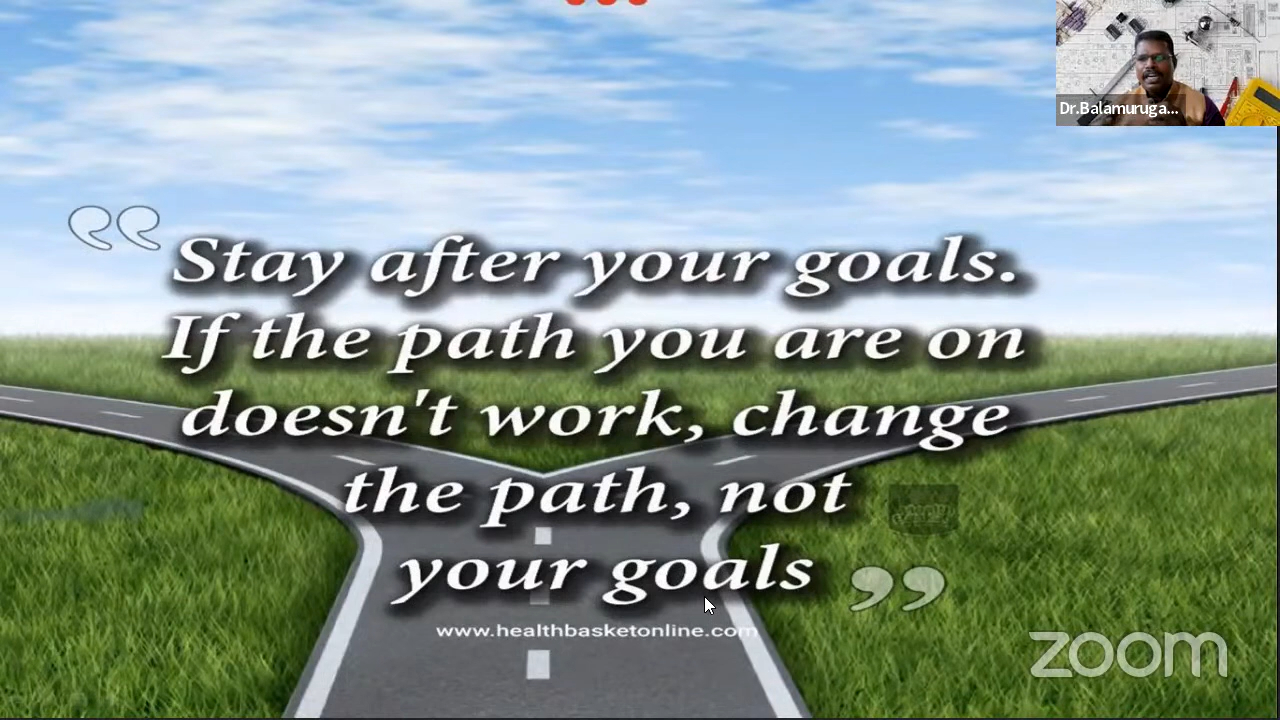 Dr.Balamuruga...
Stay after your goals.
If the path you are on
doesn't work, change
the path, not
your goals
www.healthbasketonline.com
zoom